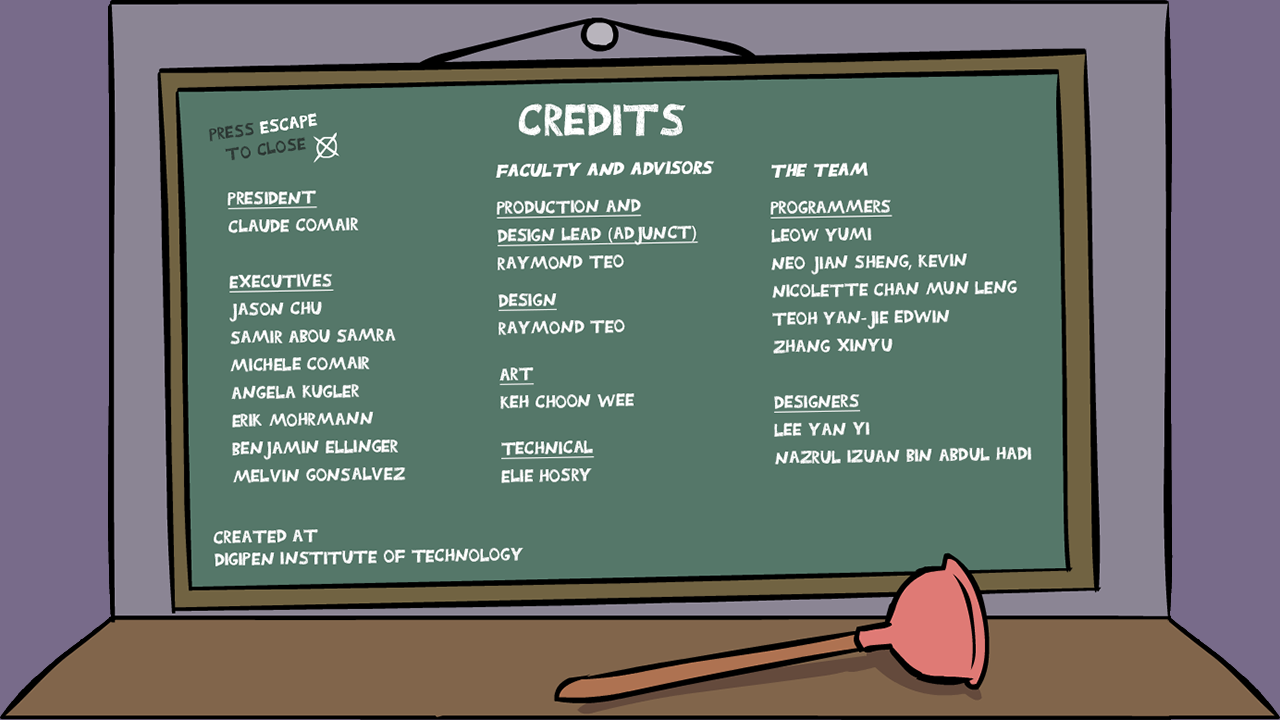 CREDITS
PRESS ESCAPE
TO CLOSE
PRESIDENT
CLAUDE COMAIR
EXECUTIVES
JASON CHU
SAMIR ABOU SAMRA
MICHELE COMAIR
ANGELA KUGLER
ERIK MOHRMANN
BENJAMIN ELLINGER
MELVIN GONSALVEZ
CREATED AT
DIGIPEN INSTITUTE OF TECHNOLOGY
FACULTY AND ADVISORS
PRODUCTION AND
DESIGN LEAD (ADJUNCT)
RAYMOND TEO
DESIGN
RAYMOND TEO
ART
KEH CHOON WEE
TECHNICAL
ELIE HOSRY
THE TEAM
PROGRAMMERS
LEOW YUMI
NEO JIAN SHENG, KEVIN
NICOLETTE CHAN MUN LENG
TEOH YAN-JIE EDWIN
ZHANG XINYU
DESIGNERS
LEE YAN YI
NAZRUL IZUAN BIN ABDUL HADI